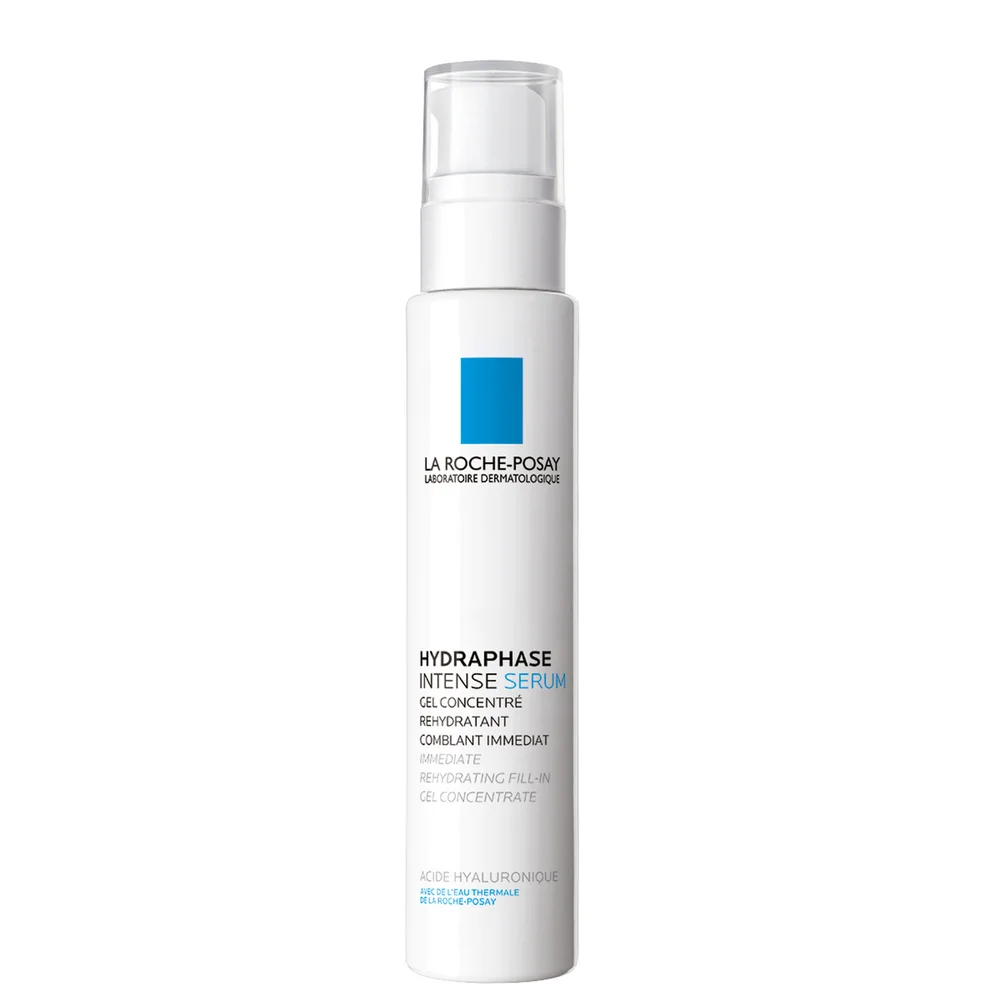 LA ROCHE-POSAY
LABORATOIRE DERMATOLOGIQUE
HYDRAPHASE
INTENSE SERUM
GEL CONCENTRÉ
REHYDRATANT
COMBLANT IMMEDIAT
IMMEDIATE
REHYDRATING FILL-IN
GEL CONCENTRATE
ACIDE HYALURONIQUE
AVEC DE L'EAU THERMALE
DE LA ROCHE-POSAY